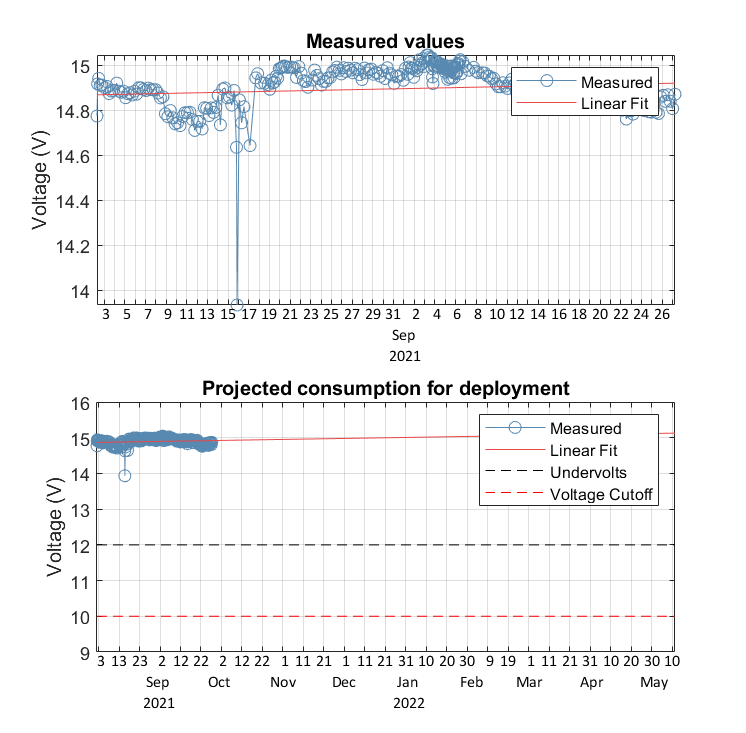 Measured values
15
14.8
14.6
14.4
14.2
14
Voltage (V)
Measured
Linear Fit
3 5 7 9 11 13 15 17 19 21 23 25 27 29 31 2 4 6 8 10 12 14 16 18 20 22 24 26
Sep
2021
Projected consumption for deployment
16
15
14
13
12
11
10
9
Voltage (V)
Measured
Linear Fit
Undervolts
Voltage Cutoff
3 13 23 2 12 22 2 12 22 1 11 21 1 11 21 31 10 20 30 9 19 1 11 21 31 10 20 30 10
Sep Oct Nov Dec Jan Feb Mar Apr May
2021 2022